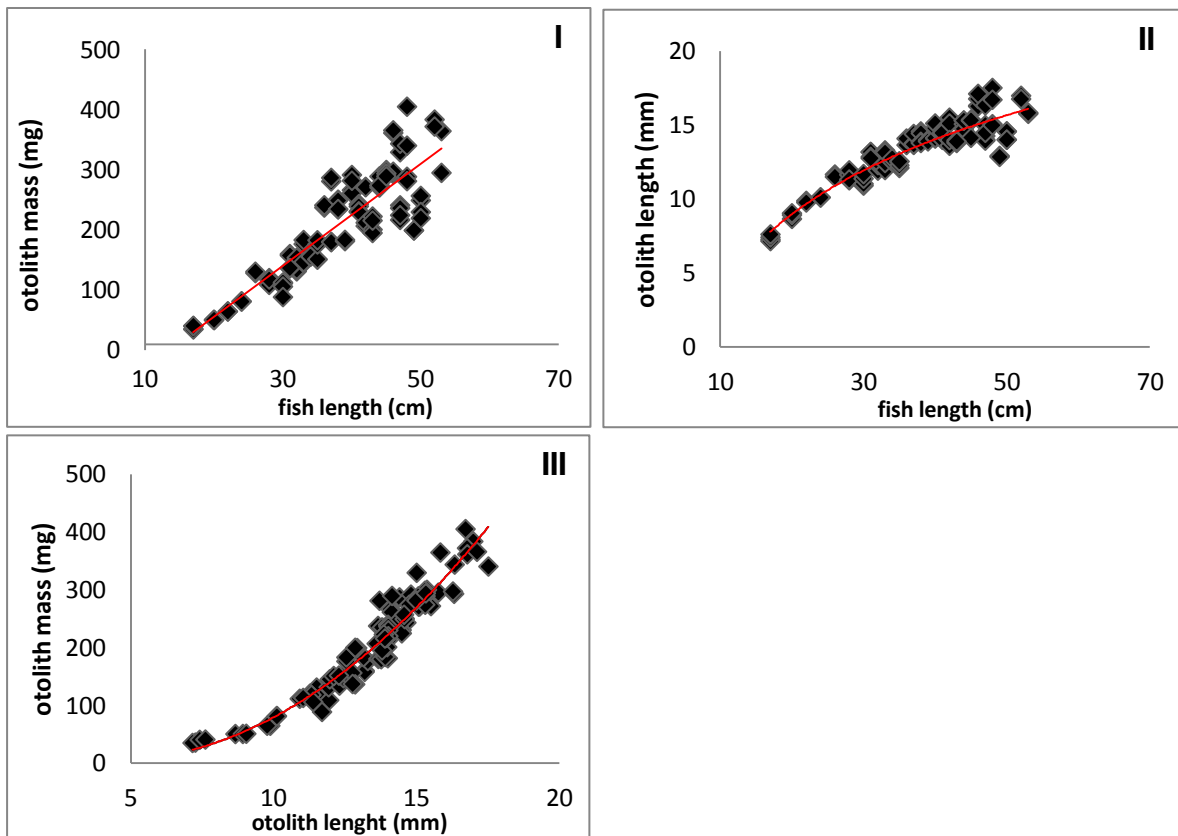 I
otolith mass (mg)
500
400
300
200
100
0
10 30 50 70
fish length (cm)
II
otolith length (mm)
20
15
10
5
0
10 30 50 70
fish length (cm)
III
otolith mass (mg)
500
400
300
200
100
0
5 10 15 20
otolith lenght (mm)